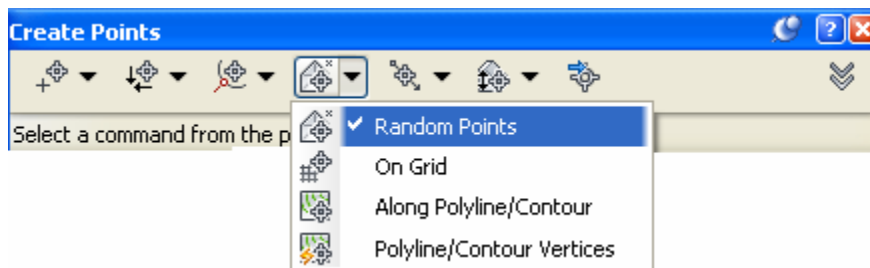 Create Points
Select a command from the p
Random Points
On Grid
Along Polyline/Contour
Polyline/Contour Vertices